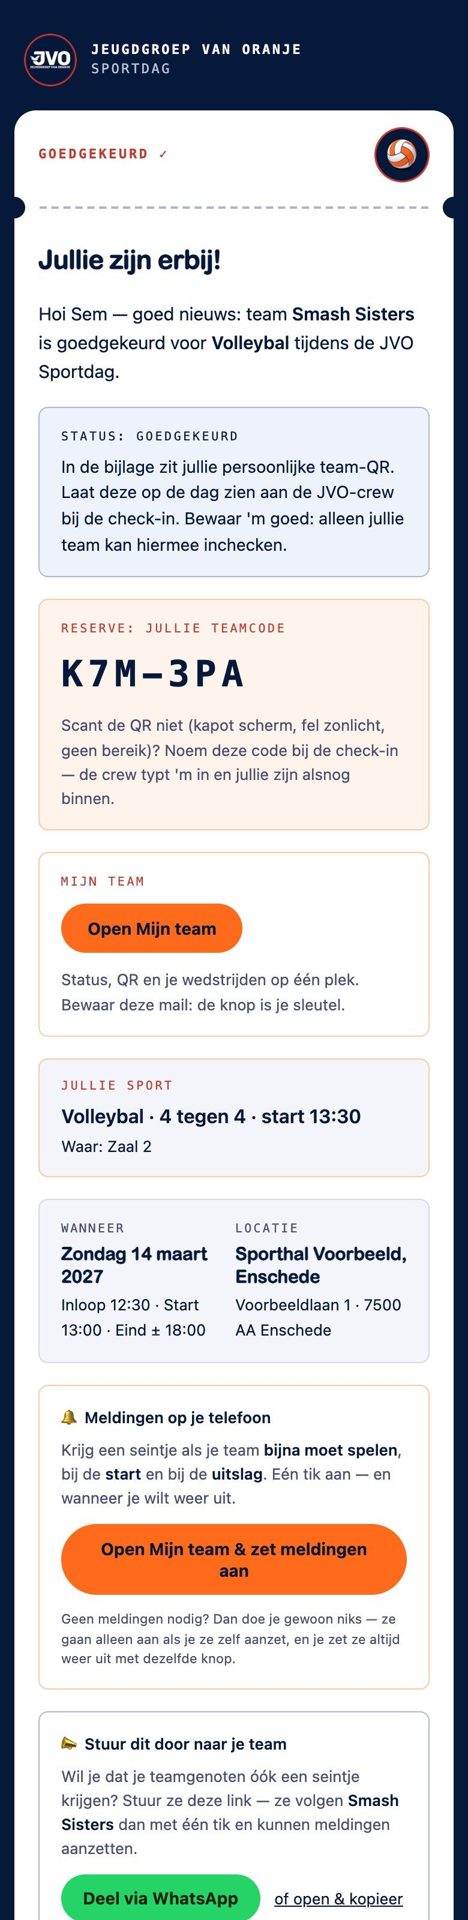 JVO
JEUGDGROEP VAN ORANJE
SPORTDAG
GOEDGEKEURD ✓
Jullie zijn erbij!
Hoi Sem — goed nieuws: team Smash Sisters
is goedgekeurd voor Volleybal tijdens de JVO
Sportdag.
STATUS: GOEDGEKEURD
In de bijlage zit jullie persoonlijke team-QR.
Laat deze op de dag zien aan de JVO-crew
bij de check-in. Bewaar 'm goed: alleen jullie
team kan hiermee inchecken.
RESERVE: JULLIE TEAMCODE
K7M–3PA
Scant de QR niet (kapot scherm, fel zonlicht,
geen bereik)? Noem deze code bij de check-in
— de crew typt 'm in en jullie zijn alsnog
binnen.
MIJN TEAM
Open Mijn team
Status, QR en je wedstrijden op één plek.
Bewaar deze mail: de knop is je sleutel.
JULLIE SPORT
Volleybal · 4 tegen 4 · start 13:30
Waar: Zaal 2
WANNEER
Zondag 14 maart
2027
Inloop 12:30 · Start
13:00 · Eind ± 18:00
LOCATIE
Sporthal Voorbeeld,
Enschede
Voorbeeldlaan 1 · 7500
AA Enschede
🔔 Meldingen op je telefoon
Krijg een seintje als je team bijna moet spelen,
bij de start en bij de uitslag. Eén tik aan — en
wanneer je wilt weer uit.
Open Mijn team & zet meldingen
aan
Geen meldingen nodig? Dan doe je gewoon niks — ze
gaan alleen aan als je ze zelf aanzet, en je zet ze altijd
weer uit met dezelfde knop.
📣 Stuur dit door naar je team
Wil je dat je teamgenoten óók een seintje
krijgen? Stuur ze deze link — ze volgen Smash
Sisters dan met één tik en kunnen meldingen
aanzetten.
Deel via WhatsApp of open & kopieer